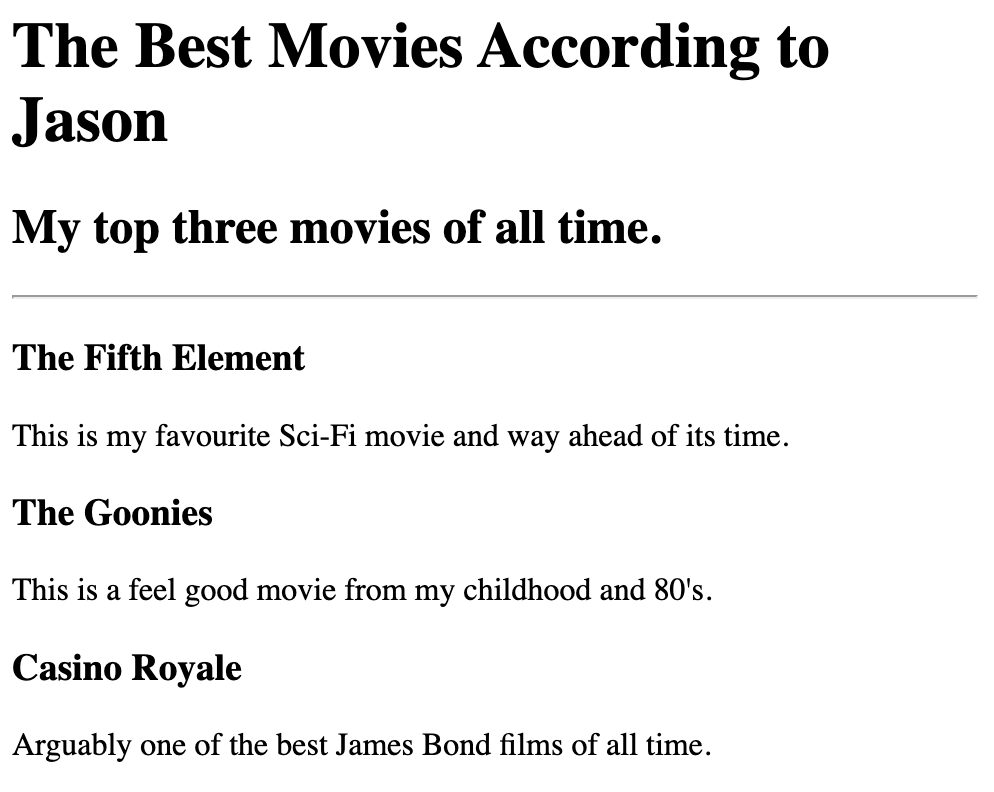 The Best Movies According to
Jason
My top three movies of all time.
The Fifth Element
This is my favourite Sci-Fi movie and way ahead of its time.
The Goonies
This is a feel good movie from my childhood and 80's.
Casino Royale
Arguably one of the best James Bond films of all time.